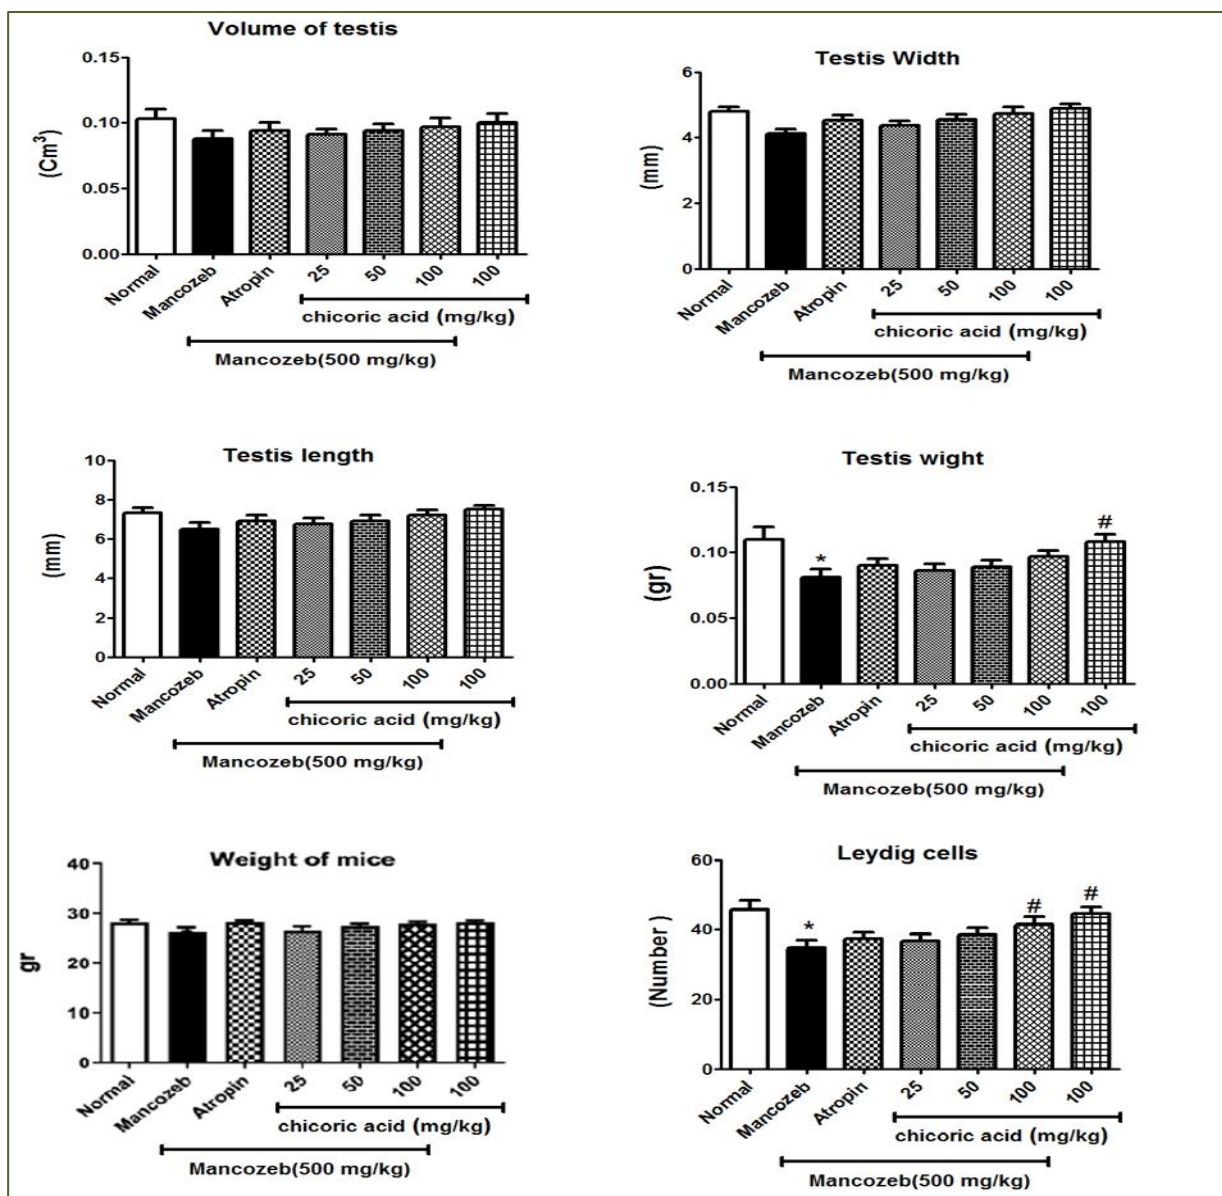 Volume of testis
0.15
0.10
0.05
0.00
(Cm³)
Normal
Mancozeb
Atropin
25
50
100
100
chicoric acid (mg/kg)
Mancozeb(500 mg/kg)
Testis Width
6
4
2
0
(mm)
Normal
Mancozeb
Atropin
25
50
100
100
chicoric acid (mg/kg)
Mancozeb(500 mg/kg)
Testis length
10
8
6
4
2
0
(mm)
Normal
Mancozeb
Atropin
25
50
100
100
chicoric acid (mg/kg)
Mancozeb(500 mg/kg)
Testis wight
0.15
0.10
0.05
0.00
(gr)
*
#
Normal
Mancozeb
Atropin
25
50
100
100
chicoric acid (mg/kg)
Mancozeb(500 mg/kg)
Weight of mice
40
30
20
10
0
gr
Normal
Mancozeb
Atropin
25
50
100
100
chicoric acid (mg/kg)
Mancozeb(500 mg/kg)
Leydig cells
60
40
20
0
(Number )
*
#
#
Normal
Mancozeb
Atropin
25
50
100
100
chicoric acid (mg/kg)
Mancozeb(500 mg/kg)